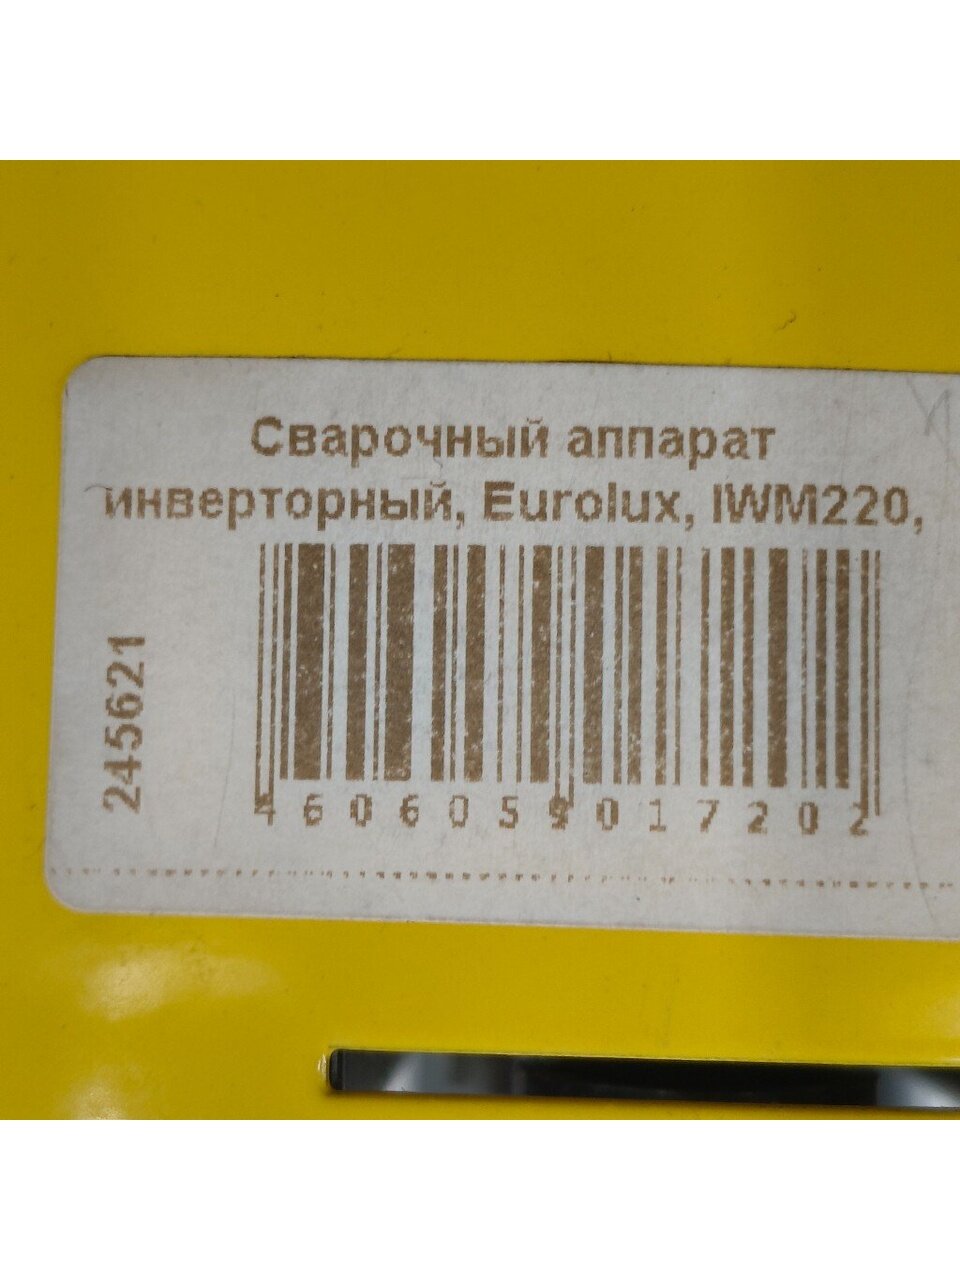 Сварочный аппарат
инверторный, Eurolux, IWM220,
245621
4606059017202